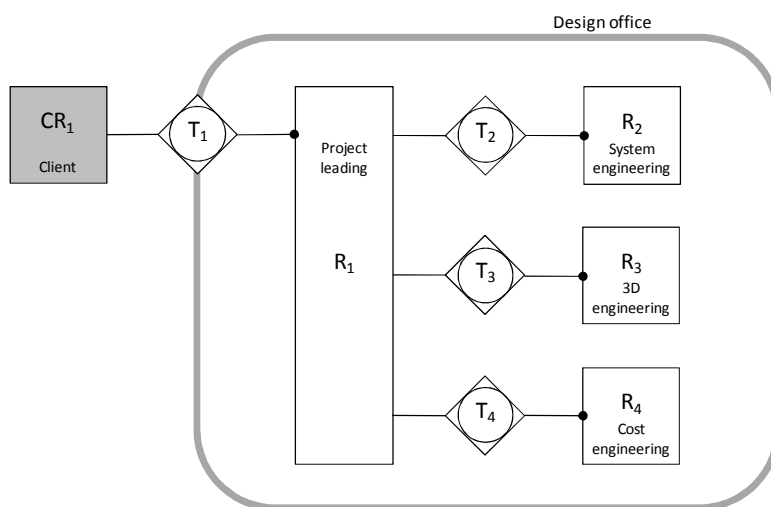 Design office
CR1
Client
T1
Project
leading
R1
T2
R2
System
engineering
T3
R3
3D
engineering
T4
R4
Cost
engineering